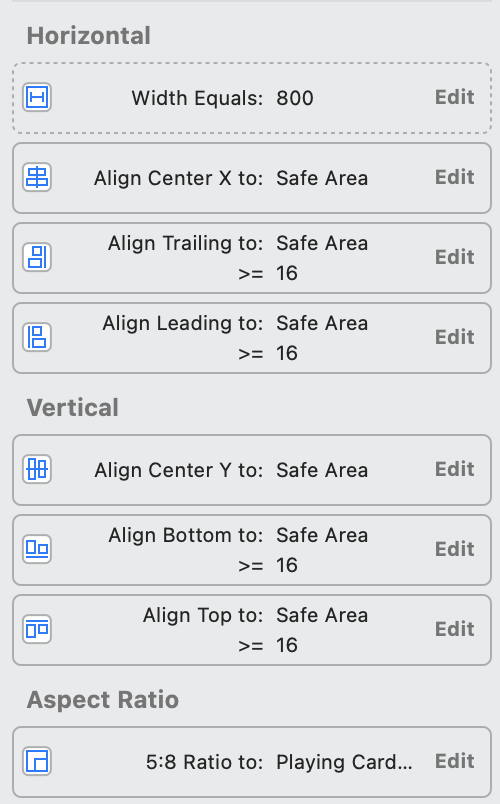 Horizontal
Width Equals: 800 Edit
Align Center X to: Safe Area Edit
Align Trailing to: Safe Area Edit
>= 16
Align Leading to: Safe Area Edit
>= 16
Vertical
Align Center Y to: Safe Area Edit
Align Bottom to: Safe Area Edit
>= 16
Align Top to: Safe Area Edit
>= 16
Aspect Ratio
5:8 Ratio to: Playing Card... Edit